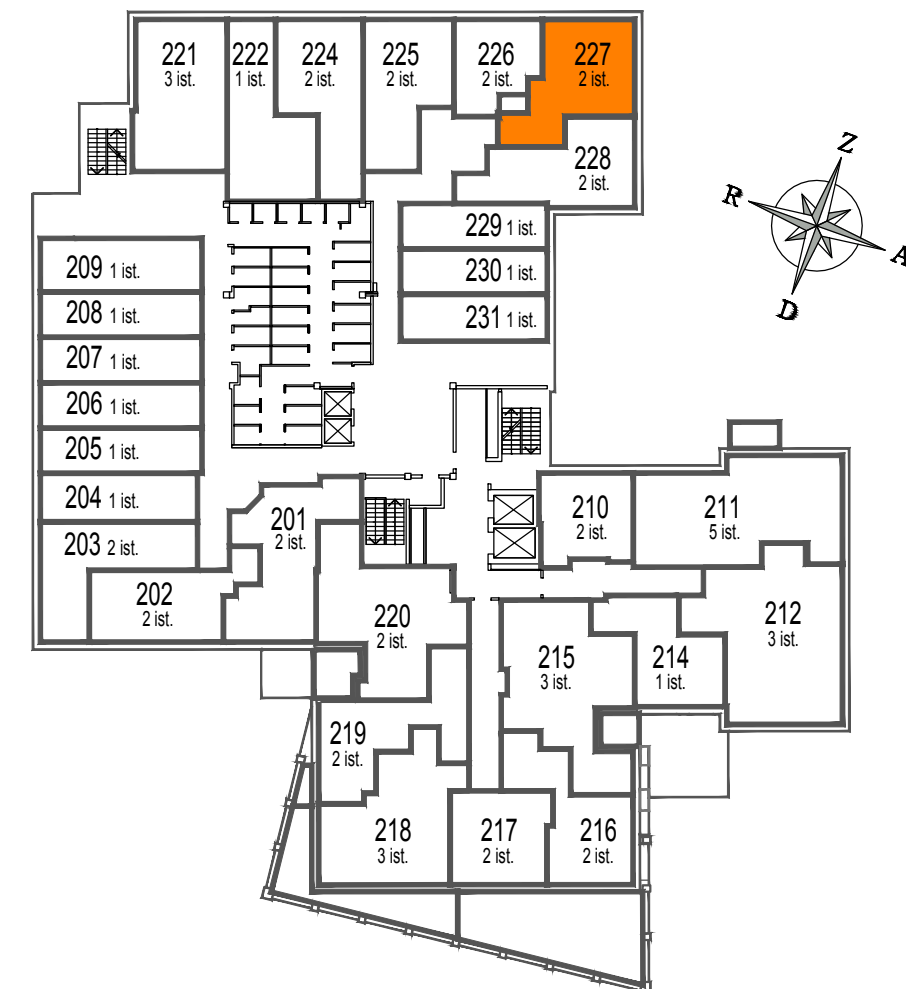 221
3 ist.
222
1 ist.
224
2 ist.
225
2 ist.
226
2 ist.
227
2 ist.
228
2 ist.
Z
R
A
D
229 1 ist.
230 1 ist.
231 1 ist.
209 1 ist.
208 1 ist.
207 1 ist.
206 1 ist.
205 1 ist.
204 1 ist.
203 2 ist.
202
2 ist.
201
2 ist.
210
2 ist.
211
5 ist.
212
3 ist.
220
2 ist.
215
3 ist.
214
1 ist.
219
2 ist.
218
3 ist.
217
2 ist.
216
2 ist.